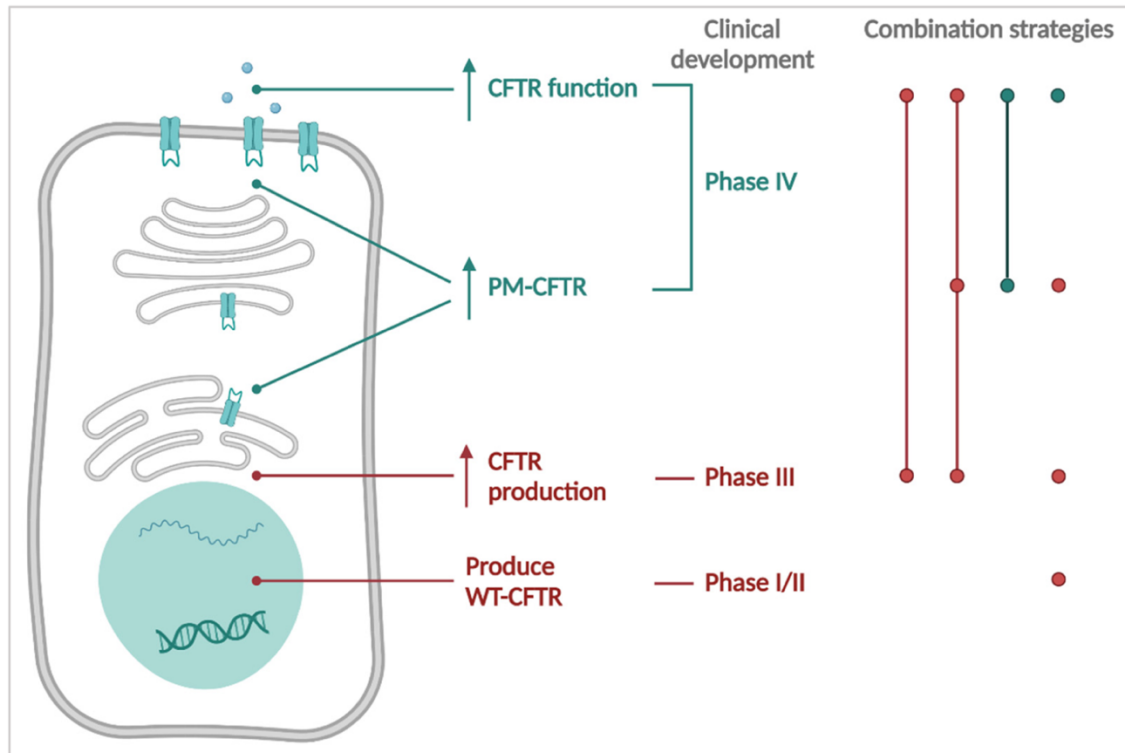 Clinical
development
Combination strategies
CFTR function
Phase IV
PM-CFTR
CFTR
production
Phase III
Produce
WT-CFTR
Phase I/II